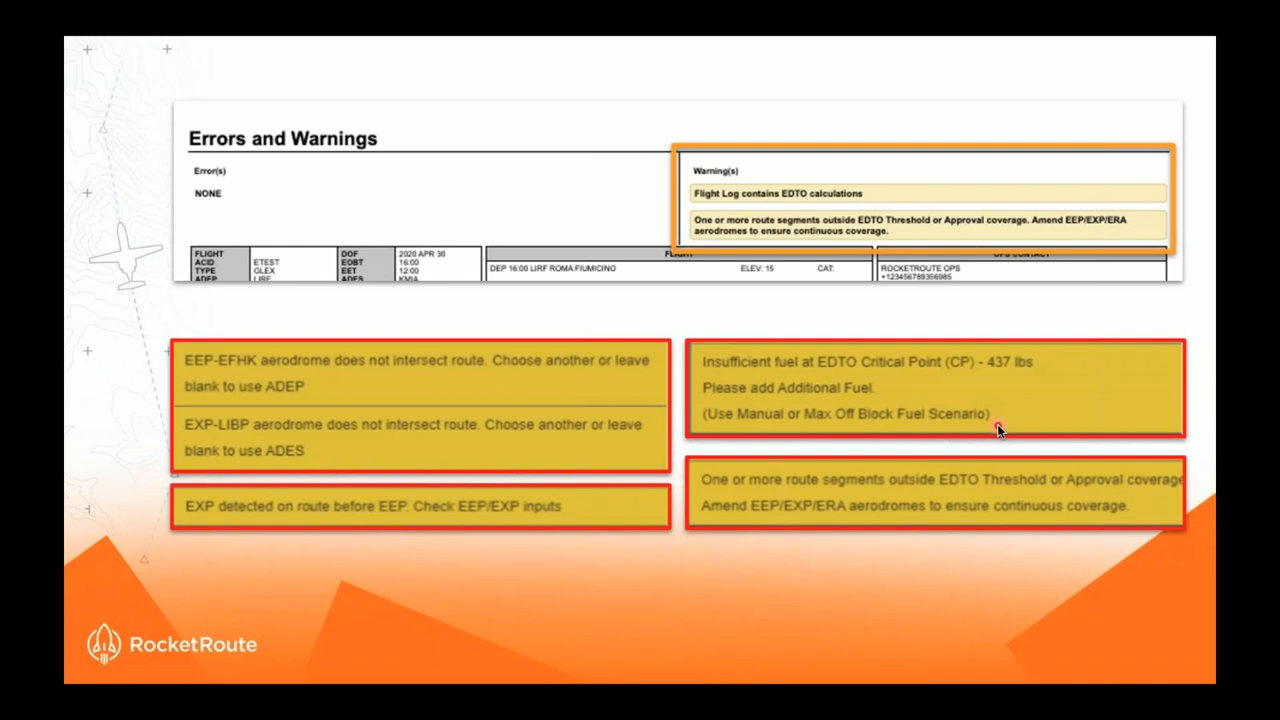 Errors and Warnings
Error(s)
NONE
Warning(s)
Flight Log contains EDTO calculations
One or more route segments outside EDTO Threshold or Approval coverage. Amend EEP/EXP/ERA
aerodromes to ensure continuous coverage.
FLIGHT DOF 2020 APR 30 FLIGHT OPS CONTACT
ACID ETEST EOBT 16:00
TYPE GLEX EET 12:00 DEP 16:00 LIRF ROMA FIUMICINO ELEV: 15 CAT: ROCKETROUTE OPS
ADEP LIRF ADES KMIA +123456789356985
EEP-EFHK aerodrome does not intersect route. Choose another or leave
blank to use ADEP
EXP-LIBP aerodrome does not intersect route. Choose another or leave
blank to use ADES
EXP detected on route before EEP. Check EEP/EXP inputs
Insufficient fuel at EDTO Critical Point (CP) - 437 lbs
Please add Additional Fuel.
(Use Manual or Max Off Block Fuel Scenario)
One or more route segments outside EDTO Threshold or Approval coverage
Amend EEP/EXP/ERA aerodromes to ensure continuous coverage.
RocketRoute